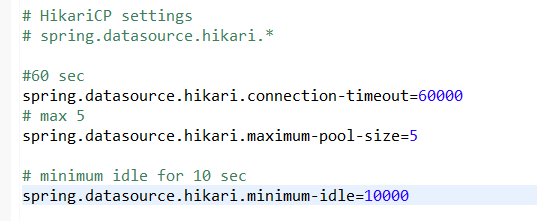 # HikariCP settings
# spring.datasource.hikari.*
#60 sec
spring.datasource.hikari.connection-timeout=60000
# max 5
spring.datasource.hikari.maximum-pool-size=5
# minimum idle for 10 sec
spring.datasource.hikari.minimum-idle=10000